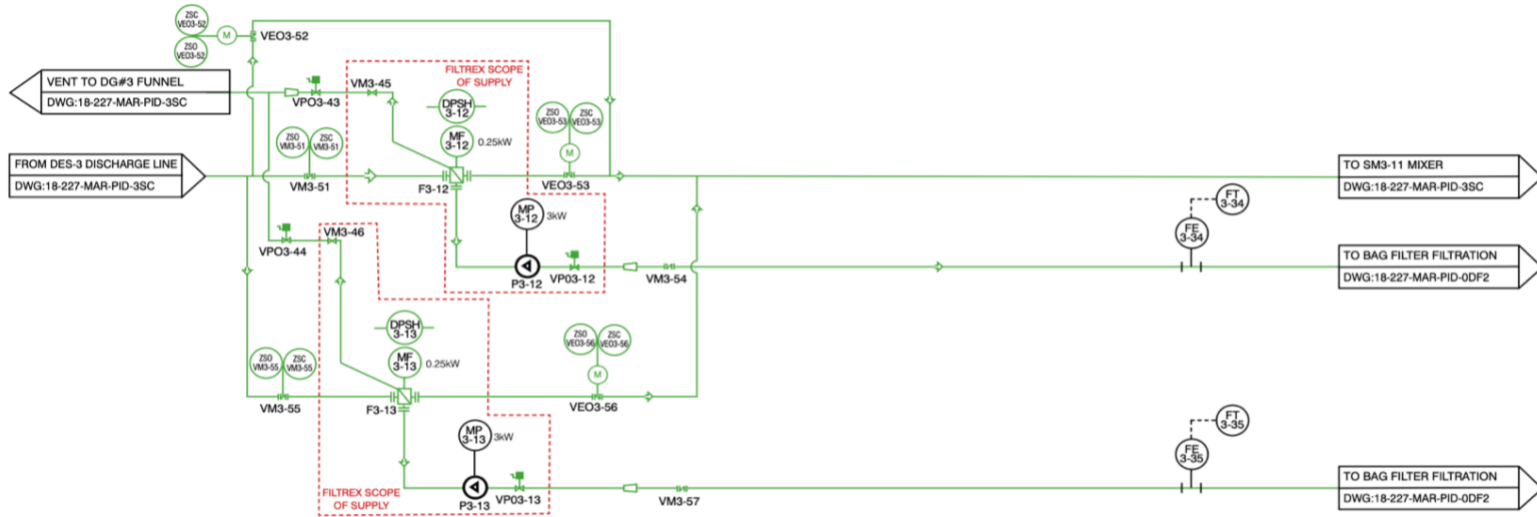 ZSC
VEO3-52
ZSO
VEO3-52
M
VEO3-52
VENT TO DG#3 FUNNEL
DWG:18-227-MAR-PID-3SC
VPO3-43
VM3-45
FILTREX SCOPE
OF SUPPLY
DPSH
3-12
MF
3-12
0.25kW
ZSO
VEO3-53
ZSC
VEO3-53
M
ZSO
VM3-51
ZSC
VM3-51
FROM DES-3 DISCHARGE LINE
DWG:18-227-MAR-PID-3SC
VM3-51
F3-12
VEO3-53
TO SM3-11 MIXER
DWG:18-227-MAR-PID-3SC
MP
3-12
3kW
FT
3-34
FE
3-34
VPO3-44
VM3-46
P3-12
VP03-12
VM3-54
TO BAG FILTER FILTRATION
DWG:18-227-MAR-PID-0DF2
DPSH
3-13
MF
3-13
0.25kW
ZSO
VEO3-56
ZSC
VEO3-56
M
ZSO
VM3-55
ZSC
VM3-55
VM3-55
F3-13
VEO3-56
MP
3-13
3kW
FT
3-35
FE
3-35
FILTREX SCOPE
OF SUPPLY
P3-13
VP03-13
VM3-57
TO BAG FILTER FILTRATION
DWG:18-227-MAR-PID-0DF2